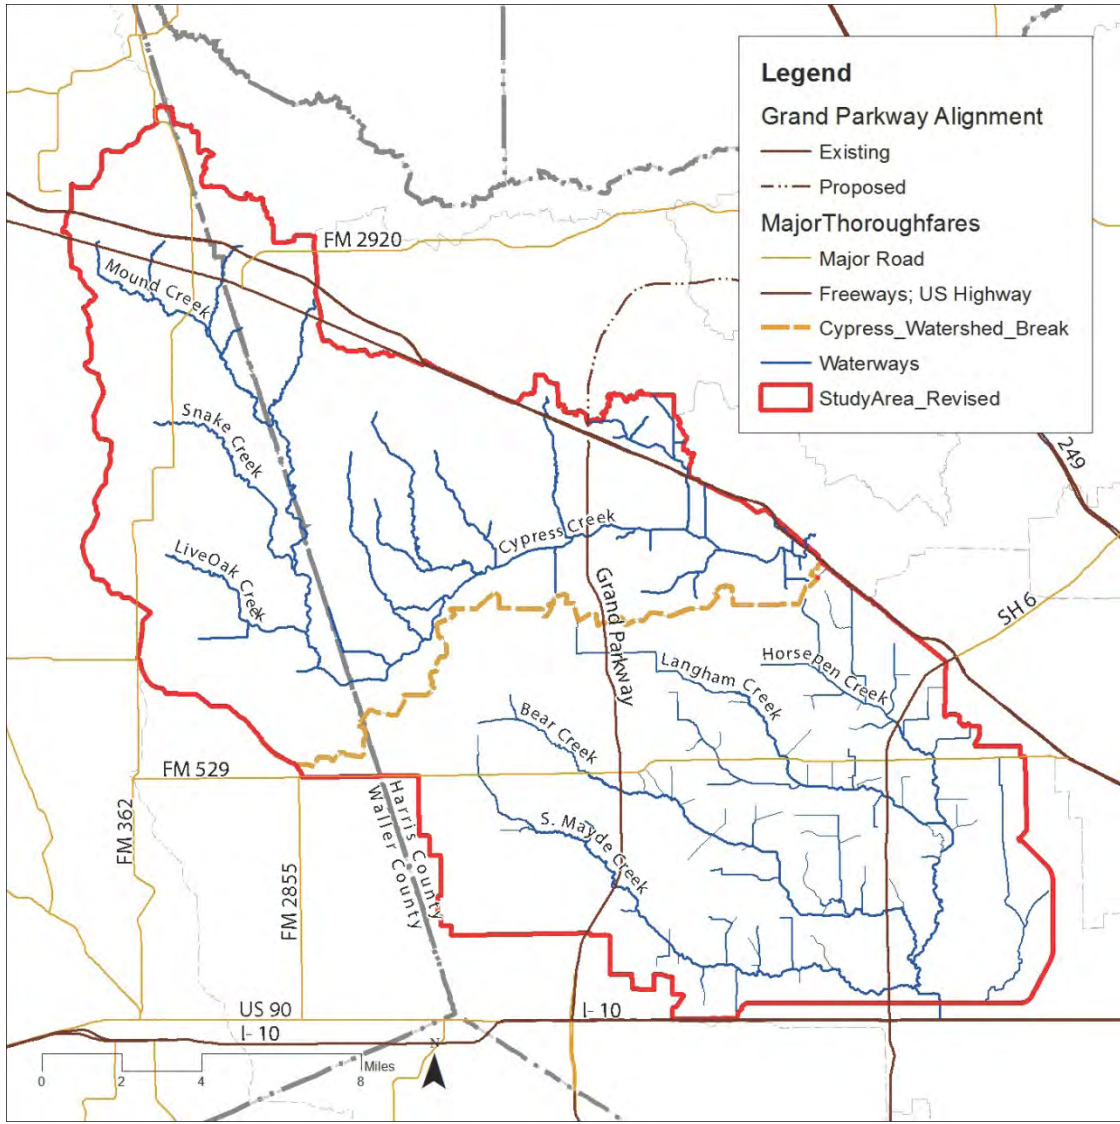 Legend
Grand Parkway Alignment
Existing
Proposed
MajorThoroughfares
Major Road
Freeways; US Highway
Cypress_Watershed_Break
Waterways
StudyArea_Revised
FM 2920
Mound Creek
Snake Creek
249
Cypress Creek
LiveOak Creek
Grand Parkway
SH 6
Horsepen Creek
Langham Creek
Bear Creek
FM 529
Harris County
Waller County
FM 362
FM 2855
S. Mayde Creek
US 90
I- 10
I- 10
N
Miles
0 2 4 8